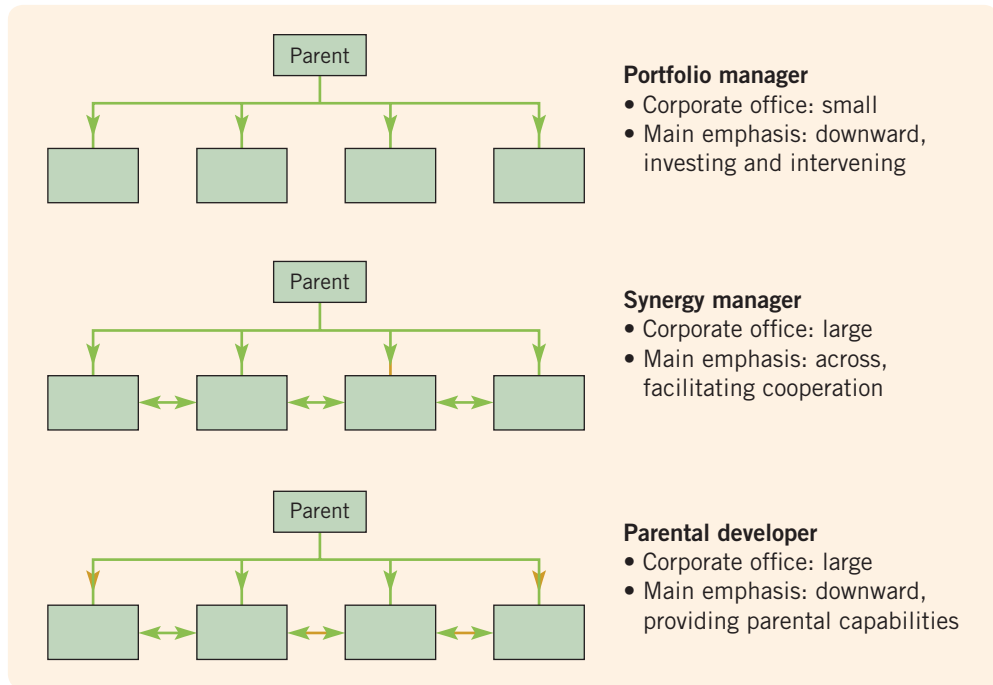 Parent
Portfolio manager
• Corporate office: small
• Main emphasis: downward,
investing and intervening
Parent
Synergy manager
• Corporate office: large
• Main emphasis: across,
facilitating cooperation
Parent
Parental developer
• Corporate office: large
• Main emphasis: downward,
providing parental capabilities